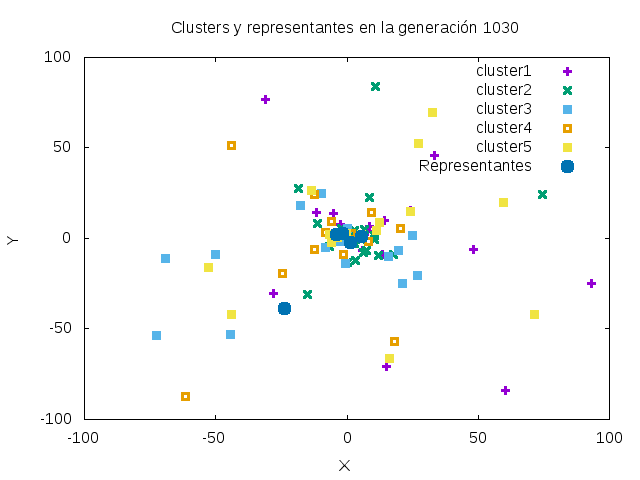 Clusters y representantes en la generación 1030
100
50
0
-50
-100
-100
-50
0
50
100
Y
X
cluster1
cluster2
cluster3
cluster4
cluster5
Representantes